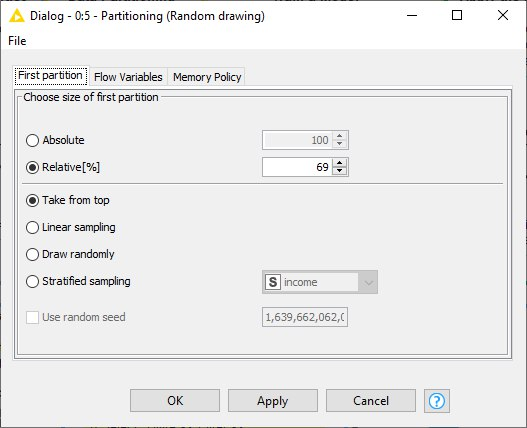 Dialog - 0:5 - Partitioning (Random drawing)
File
First partition Flow Variables Memory Policy
Choose size of first partition
Absolute 100
Relative[%] 69
Take from top
Linear sampling
Draw randomly
Stratified sampling S income
Use random seed 1,639,662,062,0
OK Apply Cancel ?